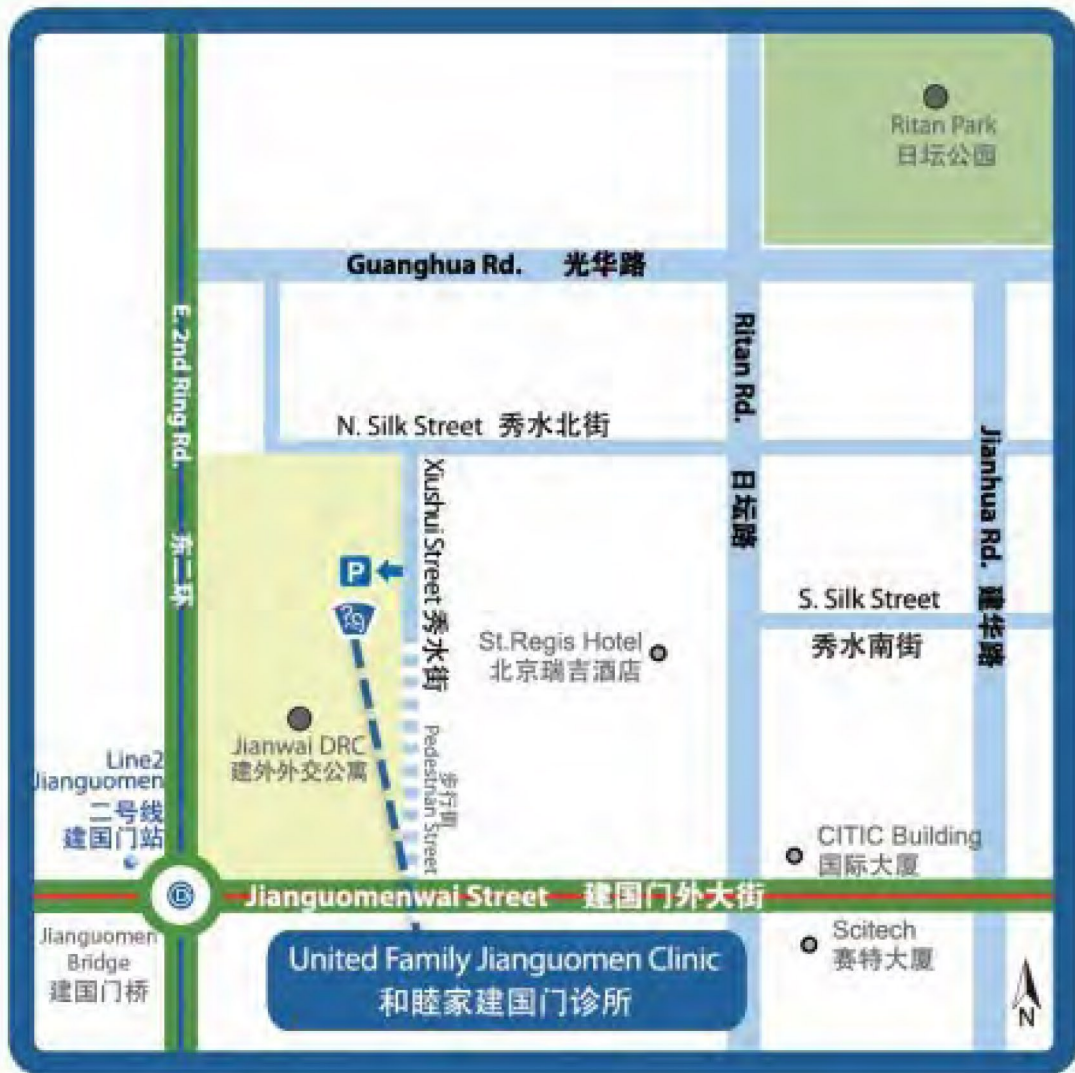 Ritan Park
日坛公园
Guanghua Rd. 光华路
E. 2nd Ring Rd. 东二环
Ritan Rd. 日坛路
N. Silk Street 秀水北街
Jianhua Rd. 建华路
Xiushui Street 秀水街
P
S. Silk Street
秀水南街
St.Regis Hotel
北京瑞吉酒店
Jianwai DRC
建外外交公寓
步行街
Pedestrian Street
Line2
Jianguomen
二号线
建国门站
CITIC Building
国际大厦
Jianguomenwai Street 建国门外大街
Jianguomen
Bridge
建国门桥
Scitech
赛特大厦
United Family Jianguomen Clinic
和睦家建国门诊所
N